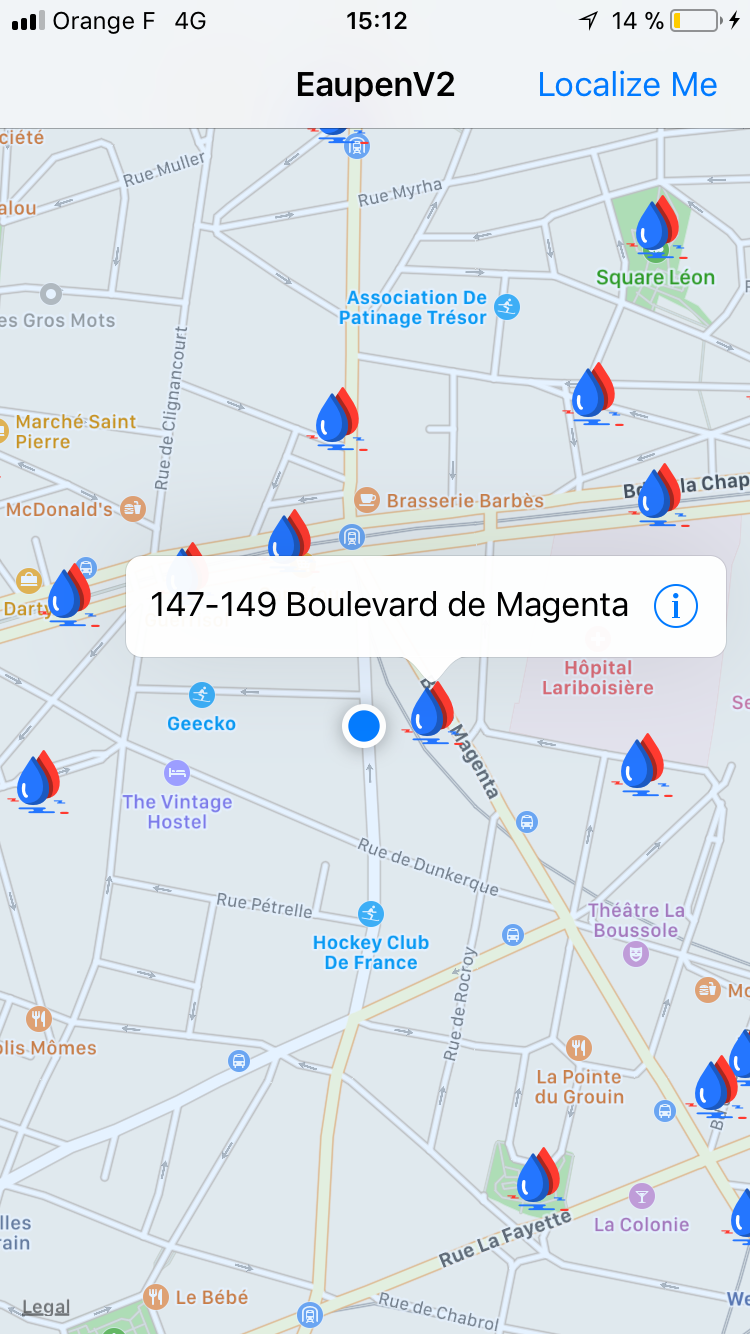 Orange F 4G 15:12 14 %
EaupenV2 Localize Me
ciété
Rue Muller
Rue Myrha
alou
Square Léon
Association De
Patinage Trésor
es Gros Mots
Rue de Clignancourt
Marché Saint
Pierre
McDonald's
Brasserie Barbès
la Chap
Darty
147-149 Boulevard de Magenta
i
Hôpital
Lariboisière
Se
Geecko
Magenta
The Vintage
Hostel
Rue de Dunkerque
Rue Pétrelle
Théâtre La
Boussole
Hockey Club
De France
Rue de Rocroy
Mc
olis Mômes
La Pointe
du Grouin
La Colonie
lles
rain
Rue La Fayette
Le Bébé
We
Legal
Rue de Chabrol